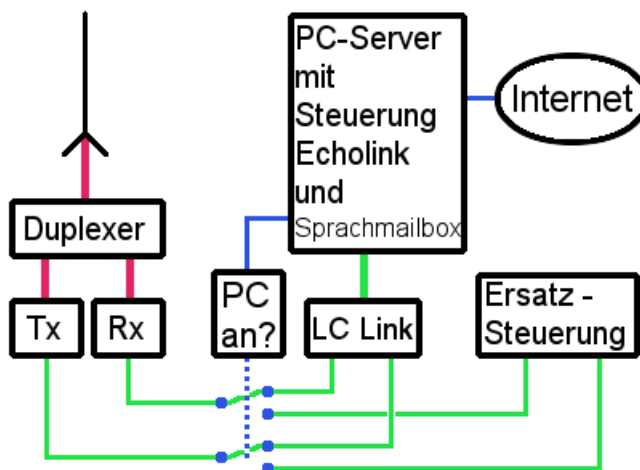 PC-Server
mit
Steuerung
Echolink
und
Sprachmailbox
Internet
Duplexer
Tx
Rx
PC
an?
LC Link
Ersatz -
Steuerung